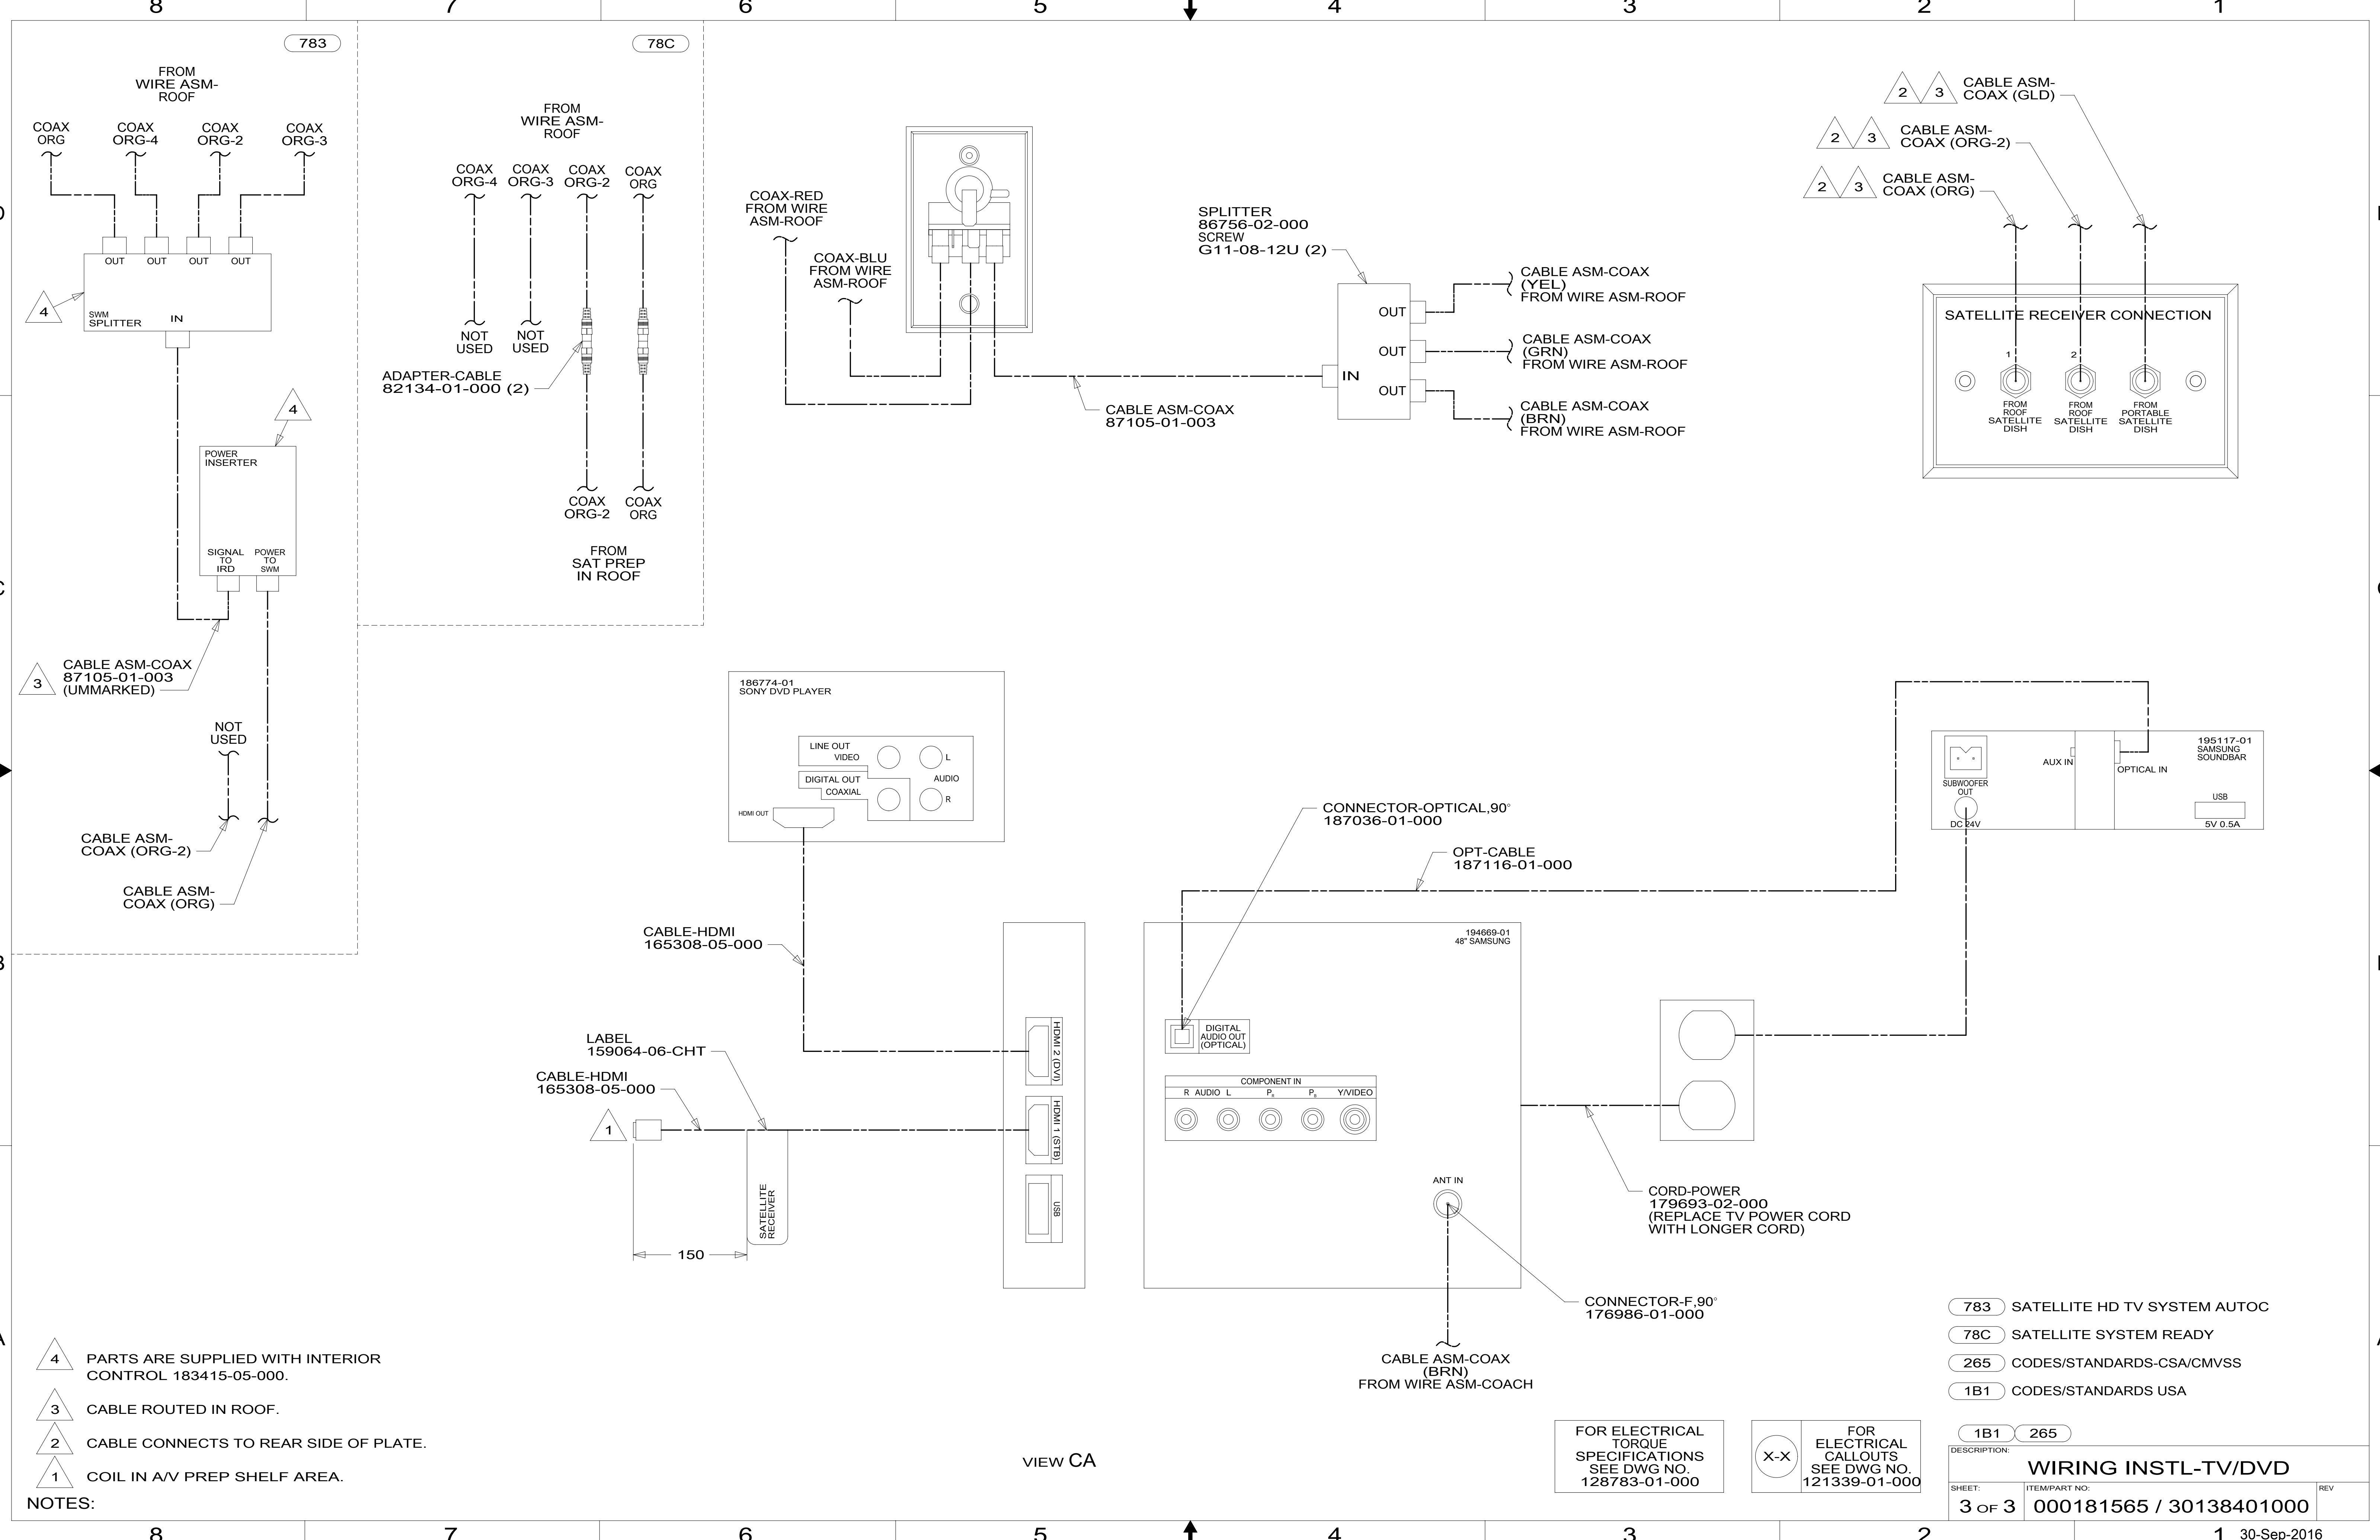 8 7 6 5 4 3 2 1
783
FROM
WIRE ASM-
ROOF
COAX
ORG
COAX
ORG-4
COAX
ORG-2
COAX
ORG-3
OUT OUT OUT OUT
4
SWM
SPLITTER
IN
4
POWER
INSERTER
SIGNAL
TO
IRD
POWER
TO
SWM
3
CABLE ASM-COAX
87105-01-003
(UMMARKED)
NOT
USED
CABLE ASM-
COAX (ORG-2)
CABLE ASM-
COAX (ORG)
78C
FROM
WIRE ASM-
ROOF
COAX
ORG-4
COAX
ORG-3
COAX
ORG-2
COAX
ORG
NOT
USED
NOT
USED
ADAPTER-CABLE
82134-01-000 (2)
COAX
ORG-2
COAX
ORG
FROM
SAT PREP
IN ROOF
COAX-RED
FROM WIRE
ASM-ROOF
COAX-BLU
FROM WIRE
ASM-ROOF
SPLITTER
86756-02-000
SCREW
G11-08-12U (2)
OUT
OUT
OUT
IN
CABLE ASM-COAX
87105-01-003
CABLE ASM-COAX
(YEL)
FROM WIRE ASM-ROOF
CABLE ASM-COAX
(GRN)
FROM WIRE ASM-ROOF
CABLE ASM-COAX
(BRN)
FROM WIRE ASM-ROOF
2 3
CABLE ASM-
COAX (GLD)
2 3
CABLE ASM-
COAX (ORG-2)
2 3
CABLE ASM-
COAX (ORG)
SATELLITE RECEIVER CONNECTION
1 2
FROM
ROOF
SATELLITE
DISH
FROM
ROOF
SATELLITE
DISH
FROM
PORTABLE
SATELLITE
DISH
186774-01
SONY DVD PLAYER
LINE OUT
VIDEO
L
DIGITAL OUT
COAXIAL
AUDIO
R
HDMI OUT
195117-01
SAMSUNG
SOUNDBAR
AUX IN
OPTICAL IN
SUBWOOFER
OUT
DC 24V
USB
5V 0.5A
CONNECTOR-OPTICAL,90°
187036-01-000
OPT-CABLE
187116-01-000
CABLE-HDMI
165308-05-000
LABEL
159064-06-CHT
CABLE-HDMI
165308-05-000
1
SATELLITE
RECEIVER
150
HDMI 2 (DVI)
HDMI 1 (STB)
USB
194669-01
48" SAMSUNG
DIGITAL
AUDIO OUT
(OPTICAL)
COMPONENT IN
R AUDIO L PR PB Y/VIDEO
ANT IN
CORD-POWER
179693-02-000
(REPLACE TV POWER CORD
WITH LONGER CORD)
CONNECTOR-F,90°
176986-01-000
CABLE ASM-COAX
(BRN)
FROM WIRE ASM-COACH
4 PARTS ARE SUPPLIED WITH INTERIOR
CONTROL 183415-05-000.
3 CABLE ROUTED IN ROOF.
2 CABLE CONNECTS TO REAR SIDE OF PLATE.
1 COIL IN A/V PREP SHELF AREA.
NOTES:
VIEW CA
783 SATELLITE HD TV SYSTEM AUTOC
78C SATELLITE SYSTEM READY
265 CODES/STANDARDS-CSA/CMVSS
1B1 CODES/STANDARDS USA
FOR ELECTRICAL
TORQUE
SPECIFICATIONS
SEE DWG NO.
128783-01-000
X-X
FOR
ELECTRICAL
CALLOUTS
SEE DWG NO.
121339-01-000
1B1 265
DESCRIPTION:
WIRING INSTL-TV/DVD
SHEET:
3 OF 3
ITEM/PART NO:
000181565 / 30138401000
REV
8 7 6 5 4 3 2 1
30-Sep-2016